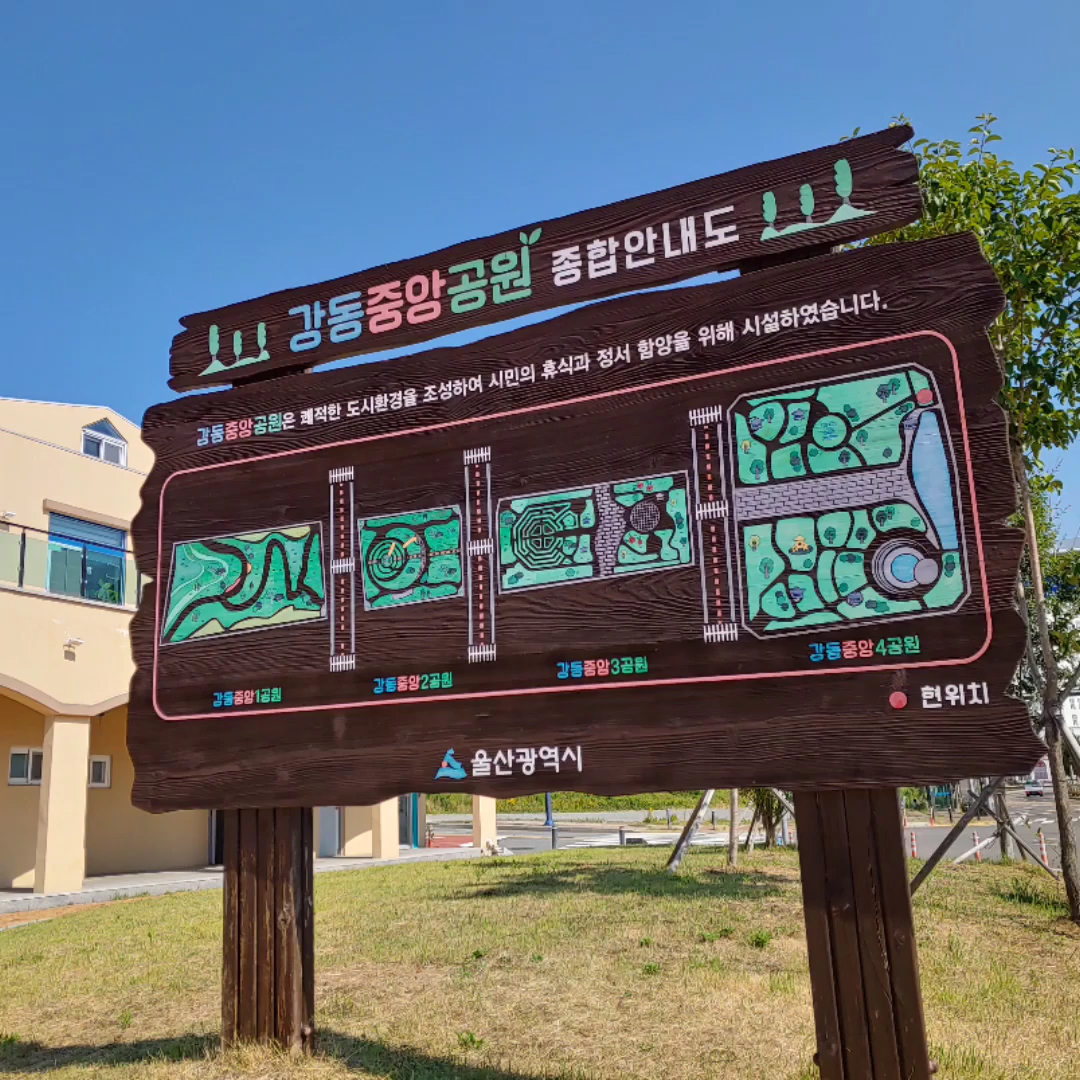 강동중앙공원 종합안내도
강동중앙공원은 쾌적한 도시환경을 조성하여 시민의 휴식과 정서 함양을 위해 시설하였습니다.
강동중앙1공원
강동중앙2공원
강동중앙3공원
강동중앙4공원
현위치
울산광역시